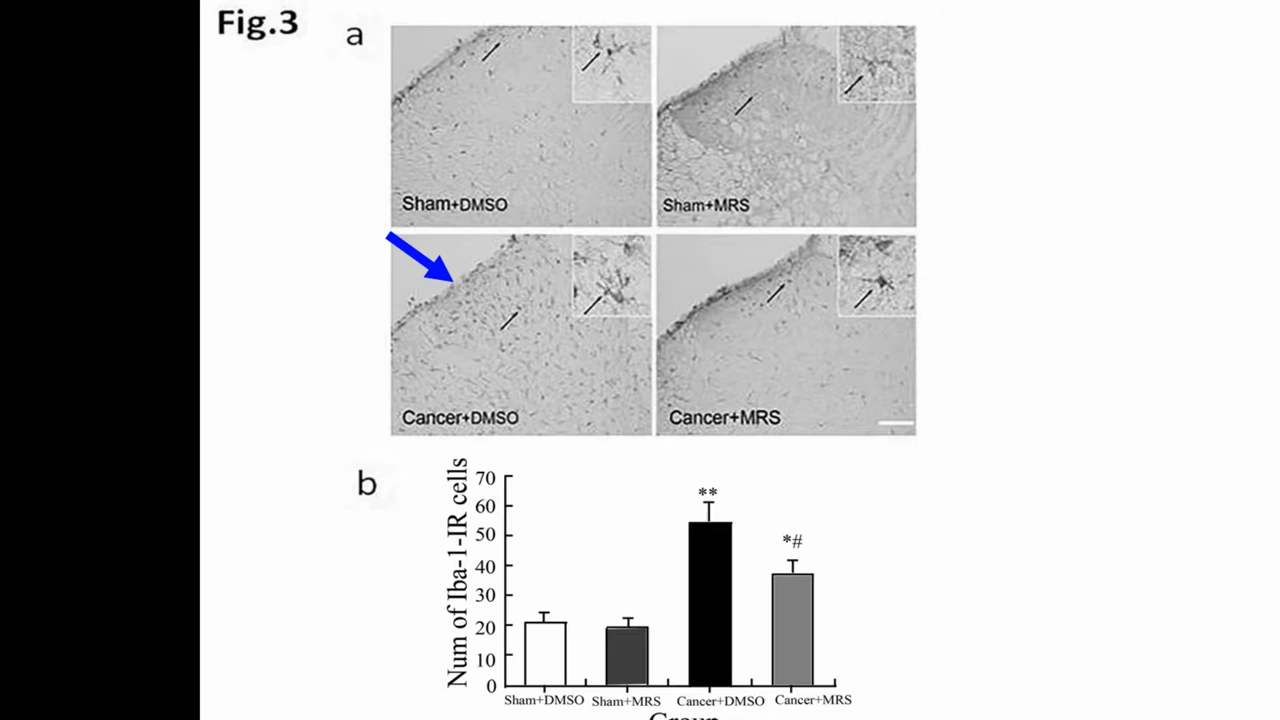 Fig.3
a
Sham+DMSO
Sham+MRS
Cancer+DMSO
Cancer+MRS
b
Num of Iba-1-IR cells
70
60
50
40
30
20
10
0
**
*#
Sham+DMSO
Sham+MRS
Cancer+DMSO
Cancer+MRS
Group